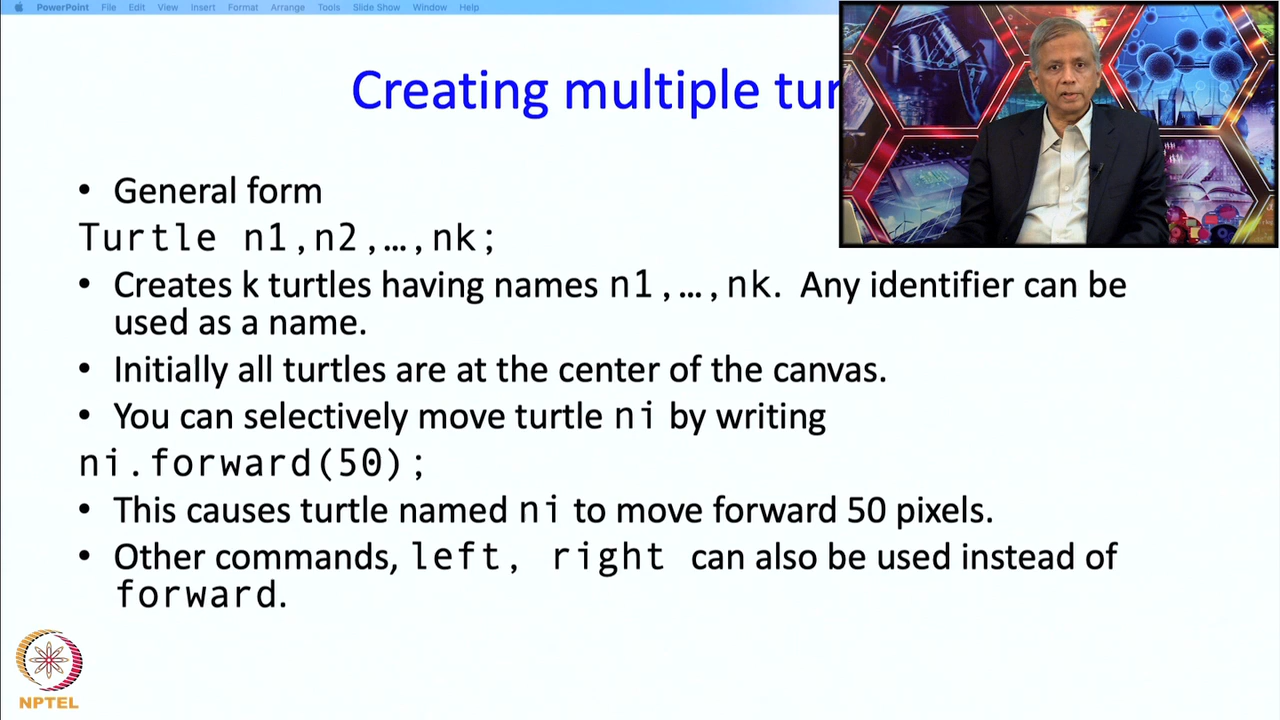 PowerPoint File Edit View Insert Format Arrange Tools Slide Show Window Help
Creating multiple tur
• General form
Turtle n1,n2,…,nk;
• Creates k turtles having names n1,…,nk. Any identifier can be
used as a name.
• Initially all turtles are at the center of the canvas.
• You can selectively move turtle ni by writing
ni.forward(50);
• This causes turtle named ni to move forward 50 pixels.
• Other commands, left, right can also be used instead of
forward.
NPTEL